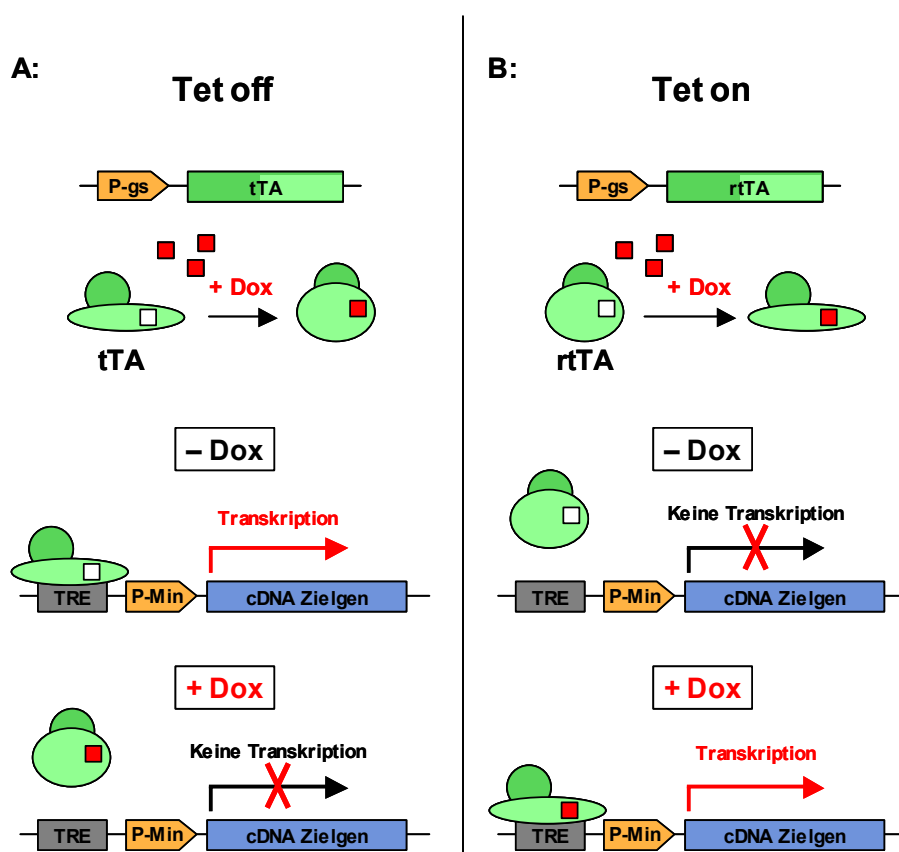 A:
Tet off
P-gs
tTA
+ Dox
tTA
– Dox
Transkription
TRE
P-Min
cDNA Zielgen
+ Dox
Keine Transkription
TRE
P-Min
cDNA Zielgen
B:
Tet on
P-gs
rtTA
+ Dox
rtTA
– Dox
Keine Transkription
TRE
P-Min
cDNA Zielgen
+ Dox
Transkription
TRE
P-Min
cDNA Zielgen